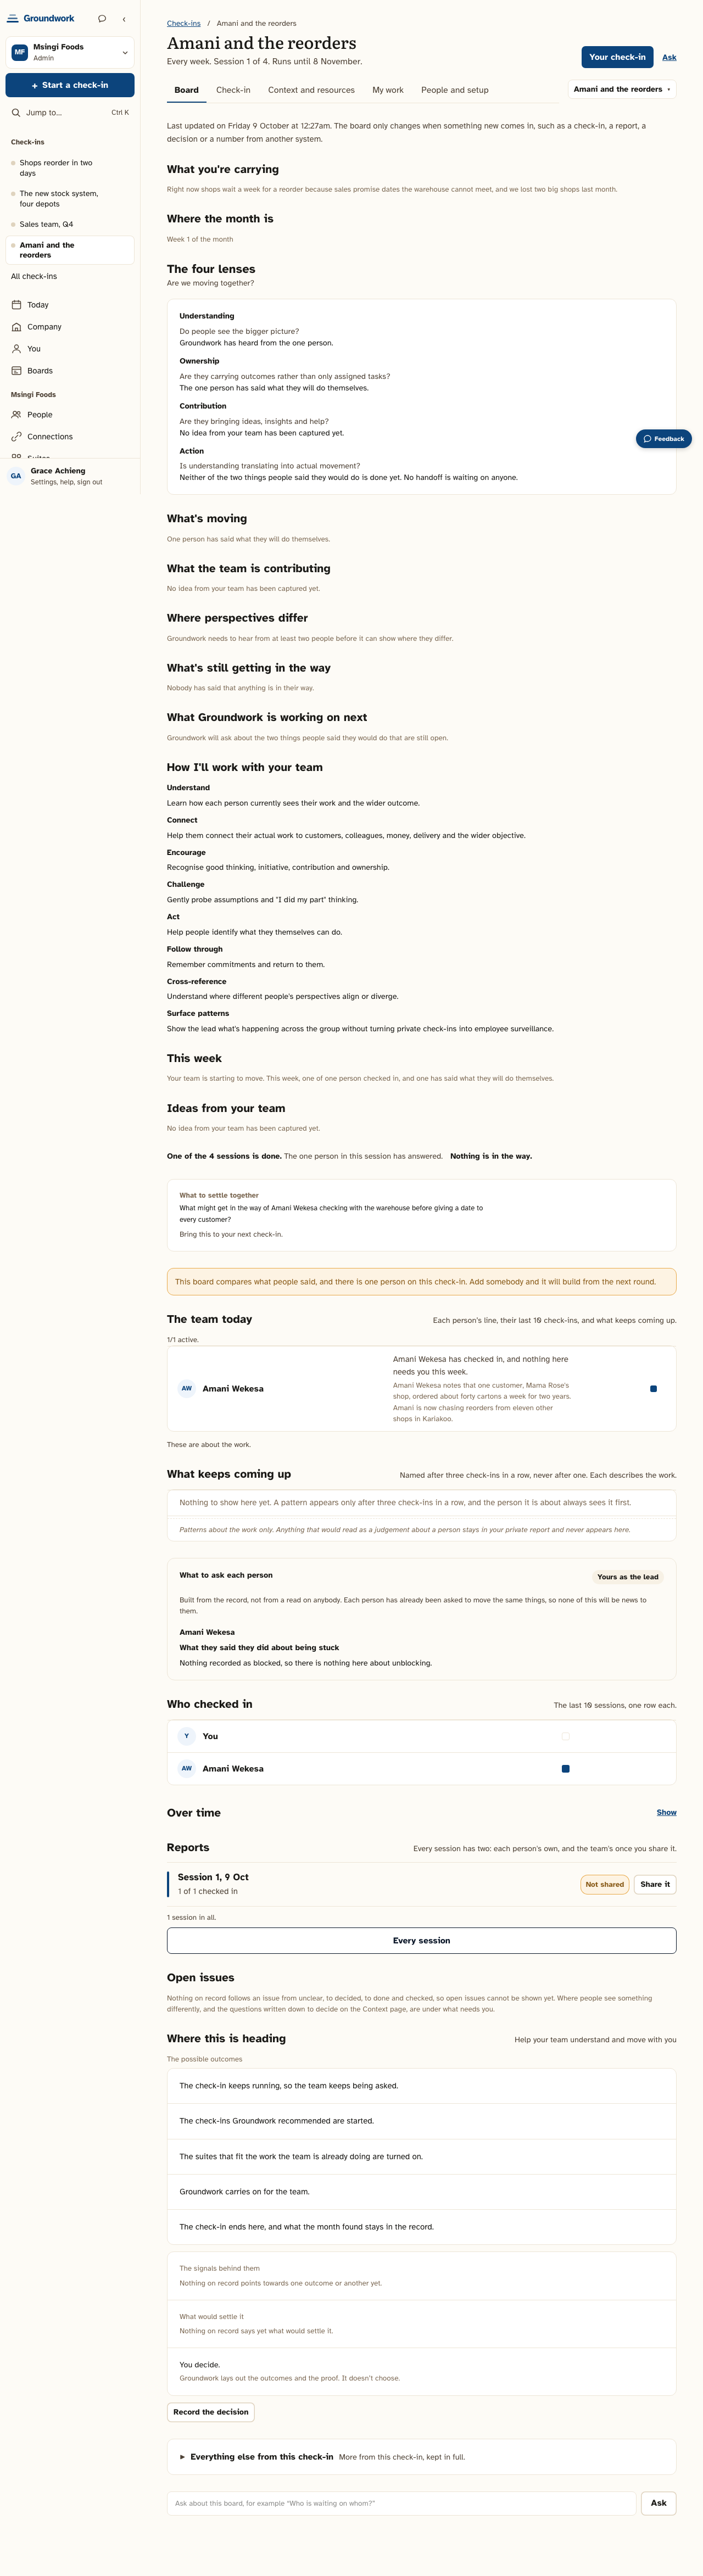 Groundwork
MF
Msingi Foods
Admin
+ Start a check-in
Jump to...
Ctrl K
Check-ins
Shops reorder in two
days
The new stock system,
four depots
Sales team, Q4
Amani and the
reorders
All check-ins
Today
Company
You
Boards
Msingi Foods
People
Connections
GA
Grace Achieng
Settings, help, sign out
Check-ins / Amani and the reorders
Amani and the reorders
Every week. Session 1 of 4. Runs until 8 November.
Your check-in
Ask
Board
Check-in
Context and resources
My work
People and setup
Amani and the reorders
Last updated on Friday 9 October at 12:27am. The board only changes when something new comes in, such as a check-in, a report, a
decision or a number from another system.
What you're carrying
Right now shops wait a week for a reorder because sales promise dates the warehouse cannot meet, and we lost two big shops last month.
Where the month is
Week 1 of the month
The four lenses
Are we moving together?
Understanding
Do people see the bigger picture?
Groundwork has heard from the one person.
Ownership
Are they carrying outcomes rather than only assigned tasks?
The one person has said what they will do themselves.
Contribution
Are they bringing ideas, insights and help?
No idea from your team has been captured yet.
Action
Is understanding translating into actual movement?
Neither of the two things people said they would do is done yet. No handoff is waiting on anyone.
Feedback
What's moving
One person has said what they will do themselves.
What the team is contributing
No idea from your team has been captured yet.
Where perspectives differ
Groundwork needs to hear from at least two people before it can show where they differ.
What's still getting in the way
Nobody has said that anything is in their way.
What Groundwork is working on next
Groundwork will ask about the two things people said they would do that are still open.
How I'll work with your team
Understand
Learn how each person currently sees their work and the wider outcome.
Connect
Help them connect their actual work to customers, colleagues, money, delivery and the wider objective.
Encourage
Recognise good thinking, initiative, contribution and ownership.
Challenge
Gently probe assumptions and "I did my part" thinking.
Act
Help people identify what they themselves can do.
Follow through
Remember commitments and return to them.
Cross-reference
Understand where different people's perspectives align or diverge.
Surface patterns
Show the lead what's happening across the group without turning private check-ins into employee surveillance.
This week
Your team is starting to move. This week, one of one person checked in, and one has said what they will do themselves.
Ideas from your team
No idea from your team has been captured yet.
One of the 4 sessions is done. The one person in this session has answered. Nothing is in the way.
What to settle together
What might get in the way of Amani Wekesa checking with the warehouse before giving a date to
every customer?
Bring this to your next check-in.
This board compares what people said, and there is one person on this check-in. Add somebody and it will build from the next round.
The team today
Each person's line, their last 10 check-ins, and what keeps coming up.
1/1 active.
AW
Amani Wekesa
Amani Wekesa has checked in, and nothing here
needs you this week.
Amani Wekesa notes that one customer, Mama Rose's
shop, ordered about forty cartons a week for two years.
Amani is now chasing reorders from eleven other
shops in Kariakoo.
These are about the work.
What keeps coming up
Named after three check-ins in a row, never after one. Each describes the work.
Nothing to show here yet. A pattern appears only after three check-ins in a row, and the person it is about always sees it first.
Patterns about the work only. Anything that would read as a judgement about a person stays in your private report and never appears here.
What to ask each person
Yours as the lead
Built from the record, not from a read on anybody. Each person has already been asked to move the same things, so none of this will be news to
them.
Amani Wekesa
What they said they did about being stuck
Nothing recorded as blocked, so there is nothing here about unblocking.
Who checked in
The last 10 sessions, one row each.
Y
You
AW
Amani Wekesa
Over time
Show
Reports
Every session has two: each person's own, and the team's once you share it.
Session 1, 9 Oct
1 of 1 checked in
Not shared
Share it
1 session in all.
Every session
Open issues
Nothing on record follows an issue from unclear, to decided, to done and checked, so open issues cannot be shown yet. Where people see something
differently, and the questions written down to decide on the Context page, are under what needs you.
Where this is heading
Help your team understand and move with you
The possible outcomes
The check-in keeps running, so the team keeps being asked.
The check-ins Groundwork recommended are started.
The suites that fit the work the team is already doing are turned on.
Groundwork carries on for the team.
The check-in ends here, and what the month found stays in the record.
The signals behind them
Nothing on record points towards one outcome or another yet.
What would settle it
Nothing on record says yet what would settle it.
You decide.
Groundwork lays out the outcomes and the proof. It doesn't choose.
Record the decision
Everything else from this check-in More from this check-in, kept in full.
Ask about this board, for example "Who is waiting on whom?"
Ask